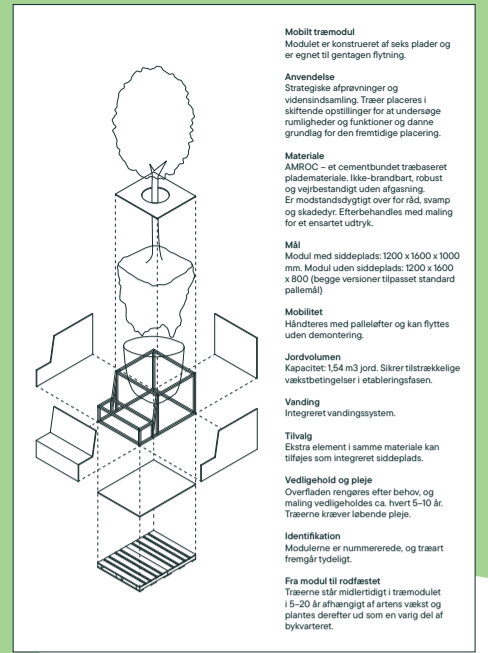 Mobilt træmodul
Modulet er konstrueret af seks plader og
er egnet til gentagen flytning.
Anvendelse
Strategiske afprøvninger og
vidensindsamling. Træer placeres i
skiftende opstillinger for at undersøge
rumligheder og funktioner og danne
grundlag for den fremtidige placering.
Materiale
AMROC – et cementbundet træbaseret
plademateriale. Ikke-brandbart, robust
og vejrbestandigt uden afgasning.
Er modstandsdygtigt over for råd, svamp
og skadedyr. Efterbehandles med maling
for et ensartet udtryk.
Mål
Modul med siddeplads: 1200 x 1600 x 1000
mm. Modul uden siddeplads: 1200 x 1600
x 800 (begge versioner tilpasset standard
pallemål)
Mobilitet
Håndteres med palleløfter og kan flyttes
uden demontering.
Jordvolumen
Kapacitet: 1,54 m3 jord. Sikrer tilstrækkelige
vækstbetingelser i etableringsfasen.
Vanding
Integreret vandingssystem.
Tilvalg
Ekstra element i samme materiale kan
tilføjes som integreret siddeplads.
Vedligehold og pleje
Overfladen rengøres efter behov, og
maling vedligeholdes ca. hvert 5–10 år.
Træerne kræver løbende pleje.
Identifikation
Modulerne er nummererede, og træart
fremgår tydeligt.
Fra modul til rodfæstet
Træerne står midlertidigt i træmodulet
i 5–20 år afhængigt af artens vækst og
plantes derefter ud som en varig del af
bykvarteret.